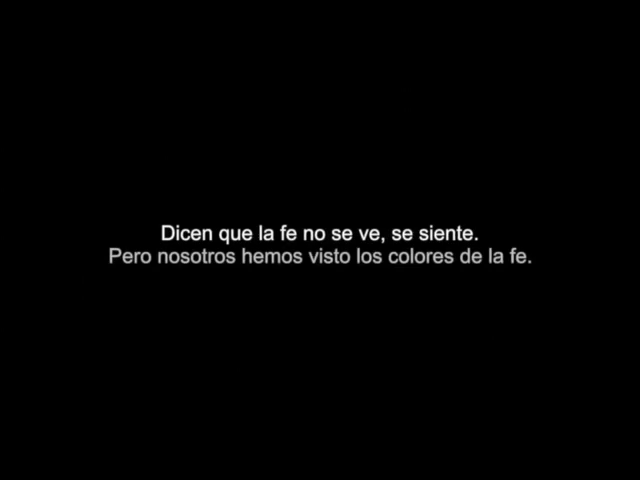 Dicen que la fe no se ve, se siente.
Pero nosotros hemos visto los colores de la fe.